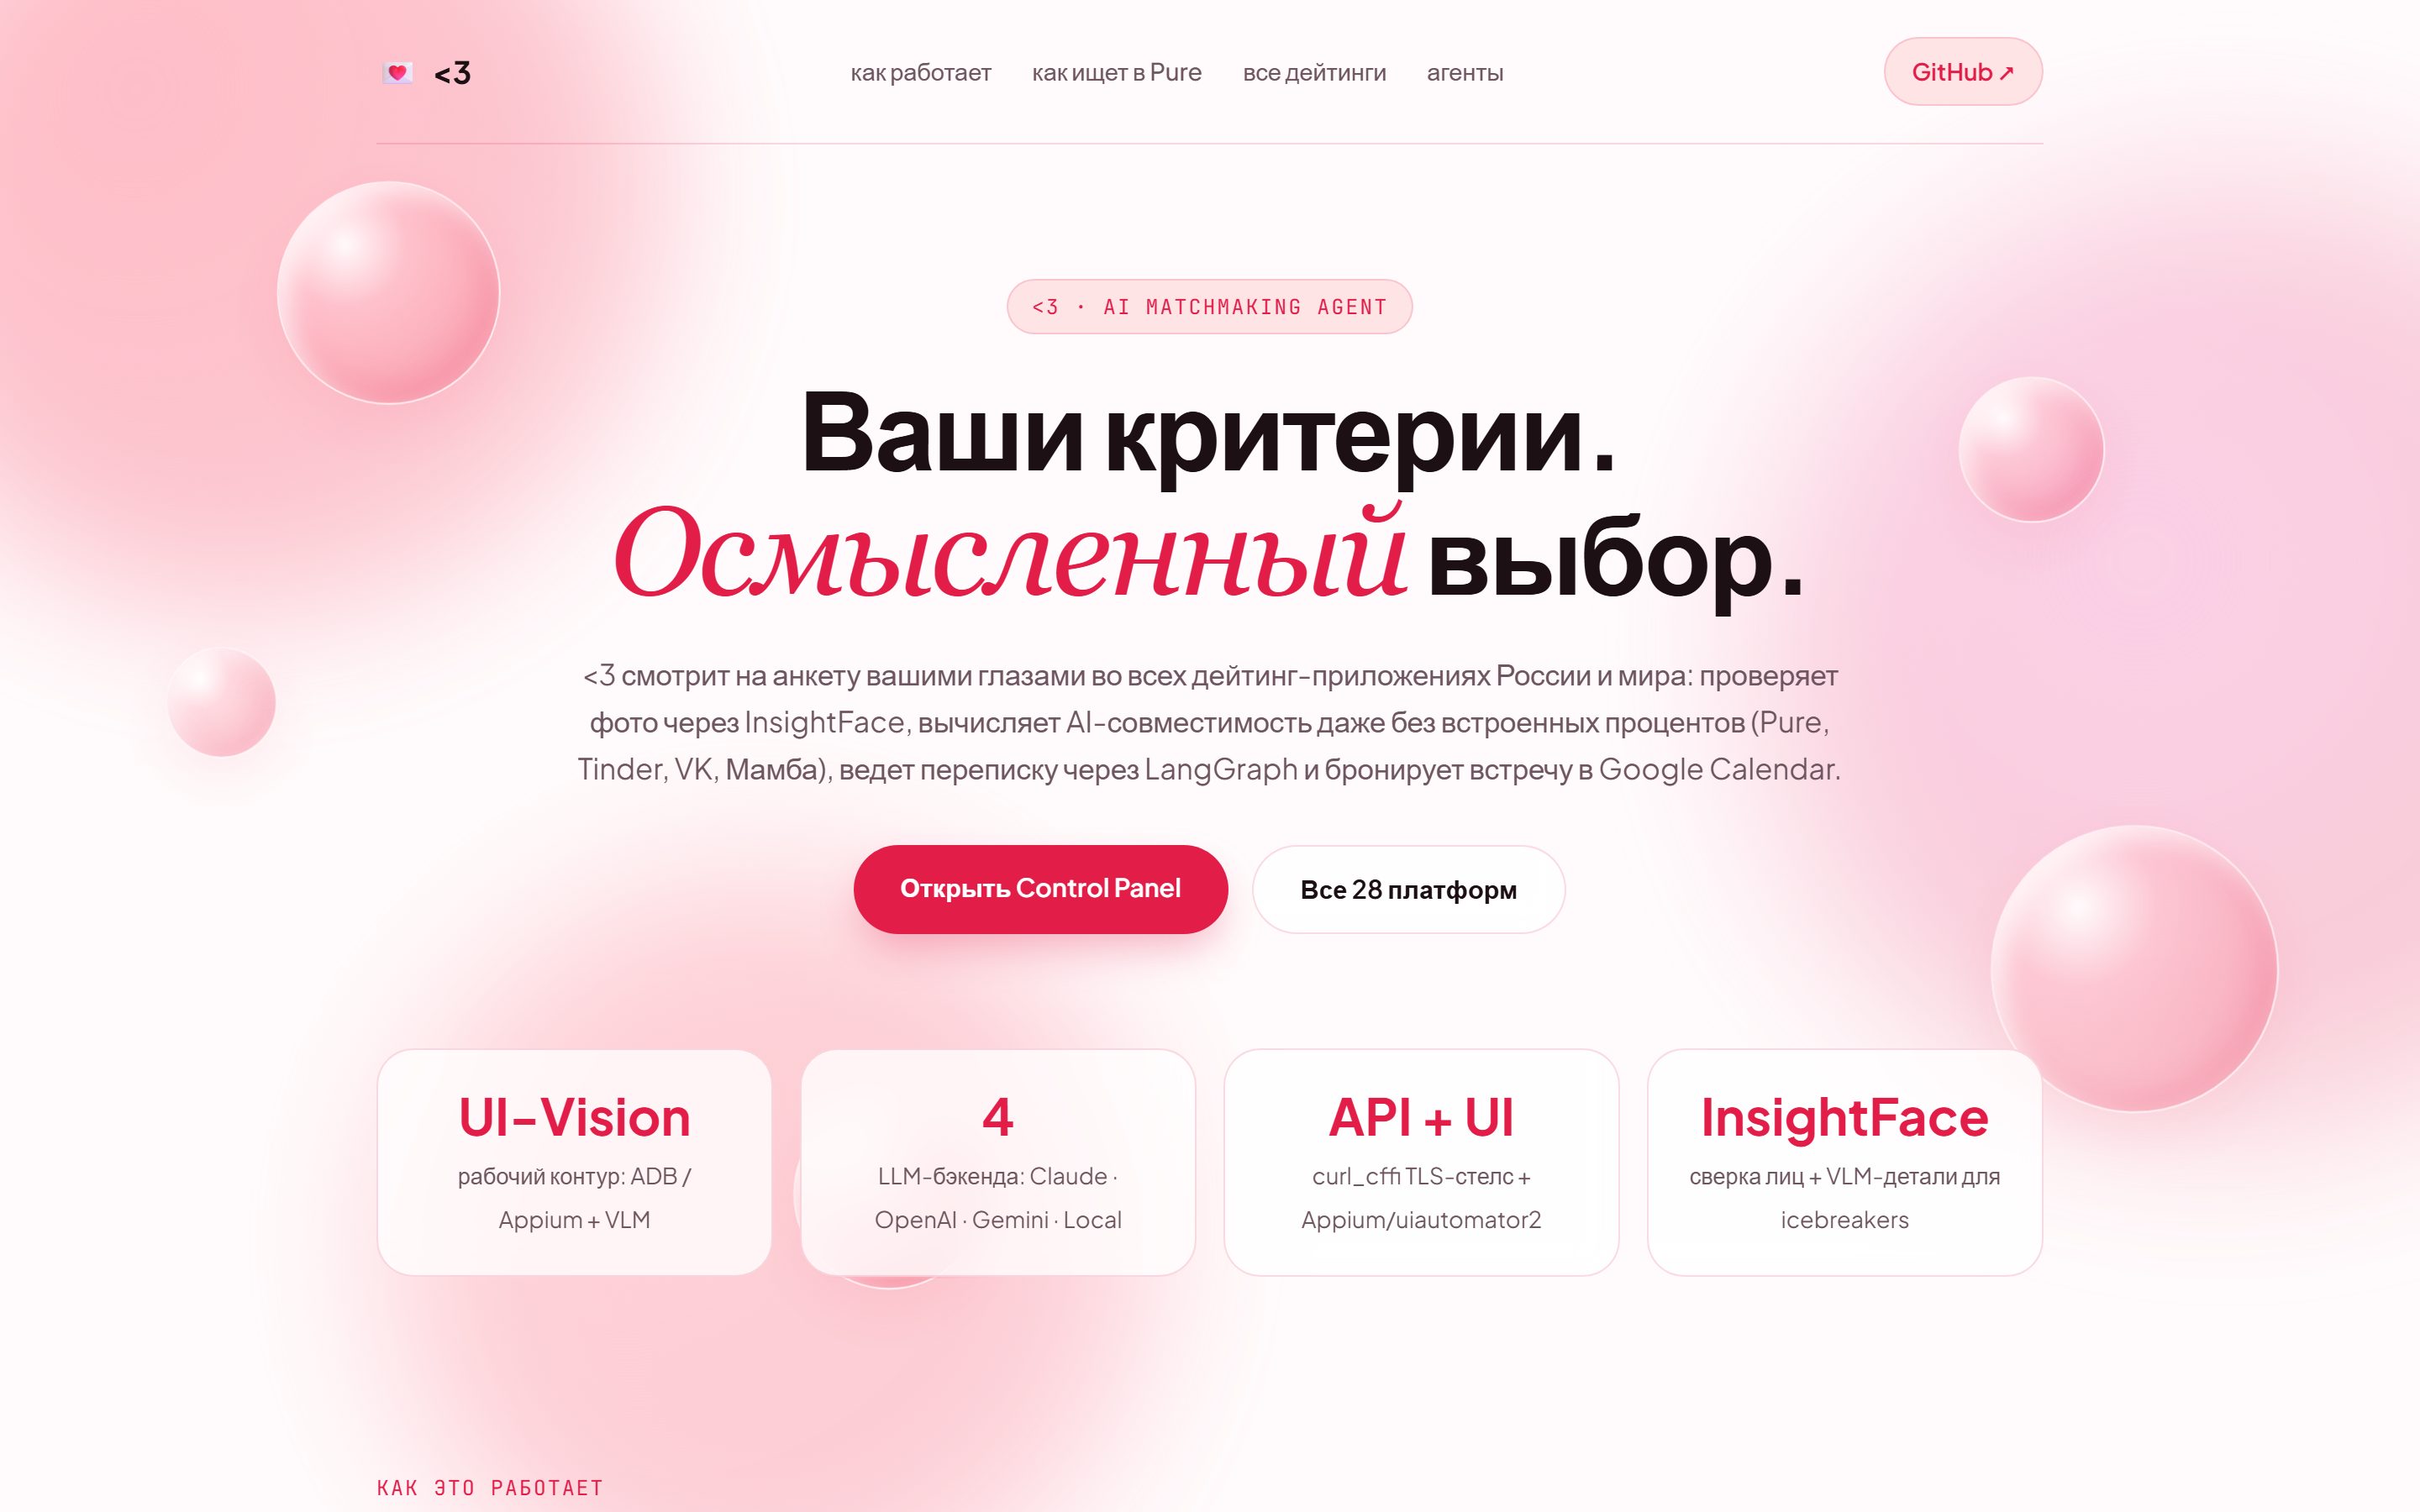 <3
как работает
как ищет в Pure
все дейтинги
агенты
GitHub ↗
<3 · AI MATCHMAKING AGENT
Ваши критерии.
Осмысленный выбор.
<3 смотрит на анкету вашими глазами во всех дейтинг-приложениях России и мира: проверяет
фото через InsightFace, вычисляет AI-совместимость даже без встроенных процентов (Pure,
Tinder, VK, Мамба), ведет переписку через LangGraph и бронирует встречу в Google Calendar.
Открыть Control Panel
Все 28 платформ
UI-Vision
рабочий контур: ADB /
Appium + VLM
4
LLM-бэкенда: Claude ·
OpenAI · Gemini · Local
API + UI
curl_cffi TLS-стелс +
Appium/uiautomator2
InsightFace
сверка лиц + VLM-детали для
icebreakers
КАК ЭТО РАБОТАЕТ